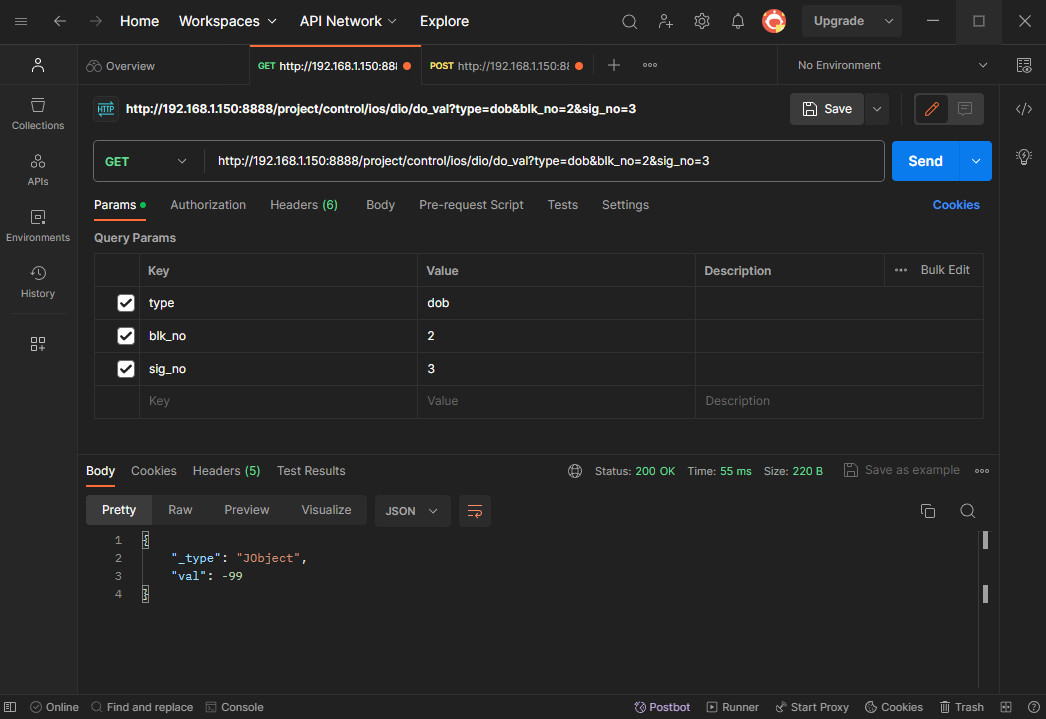 Home Workspaces API Network Explore Upgrade
Overview GET http://192.168.1.150:88 POST http://192.168.1.150:8 No Environment
HTTP http://192.168.1.150:8888/project/control/ios/dio/do_val?type=dob&blk_no=2&sig_no=3 Save
Collections
APIs
Environments
History
GET http://192.168.1.150:8888/project/control/ios/dio/do_val?type=dob&blk_no=2&sig_no=3 Send
Params Authorization Headers (6) Body Pre-request Script Tests Settings Cookies
Query Params
Key Value Description Bulk Edit
type dob
blk_no 2
sig_no 3
Key Value Description
Body Cookies Headers (5) Test Results Status: 200 OK Time: 55 ms Size: 220 B Save as example
Pretty Raw Preview Visualize JSON
1 {
2 "_type": "JObject",
3 "val": -99
4 }
Online Find and replace Console Postbot Runner Start Proxy Cookies Trash